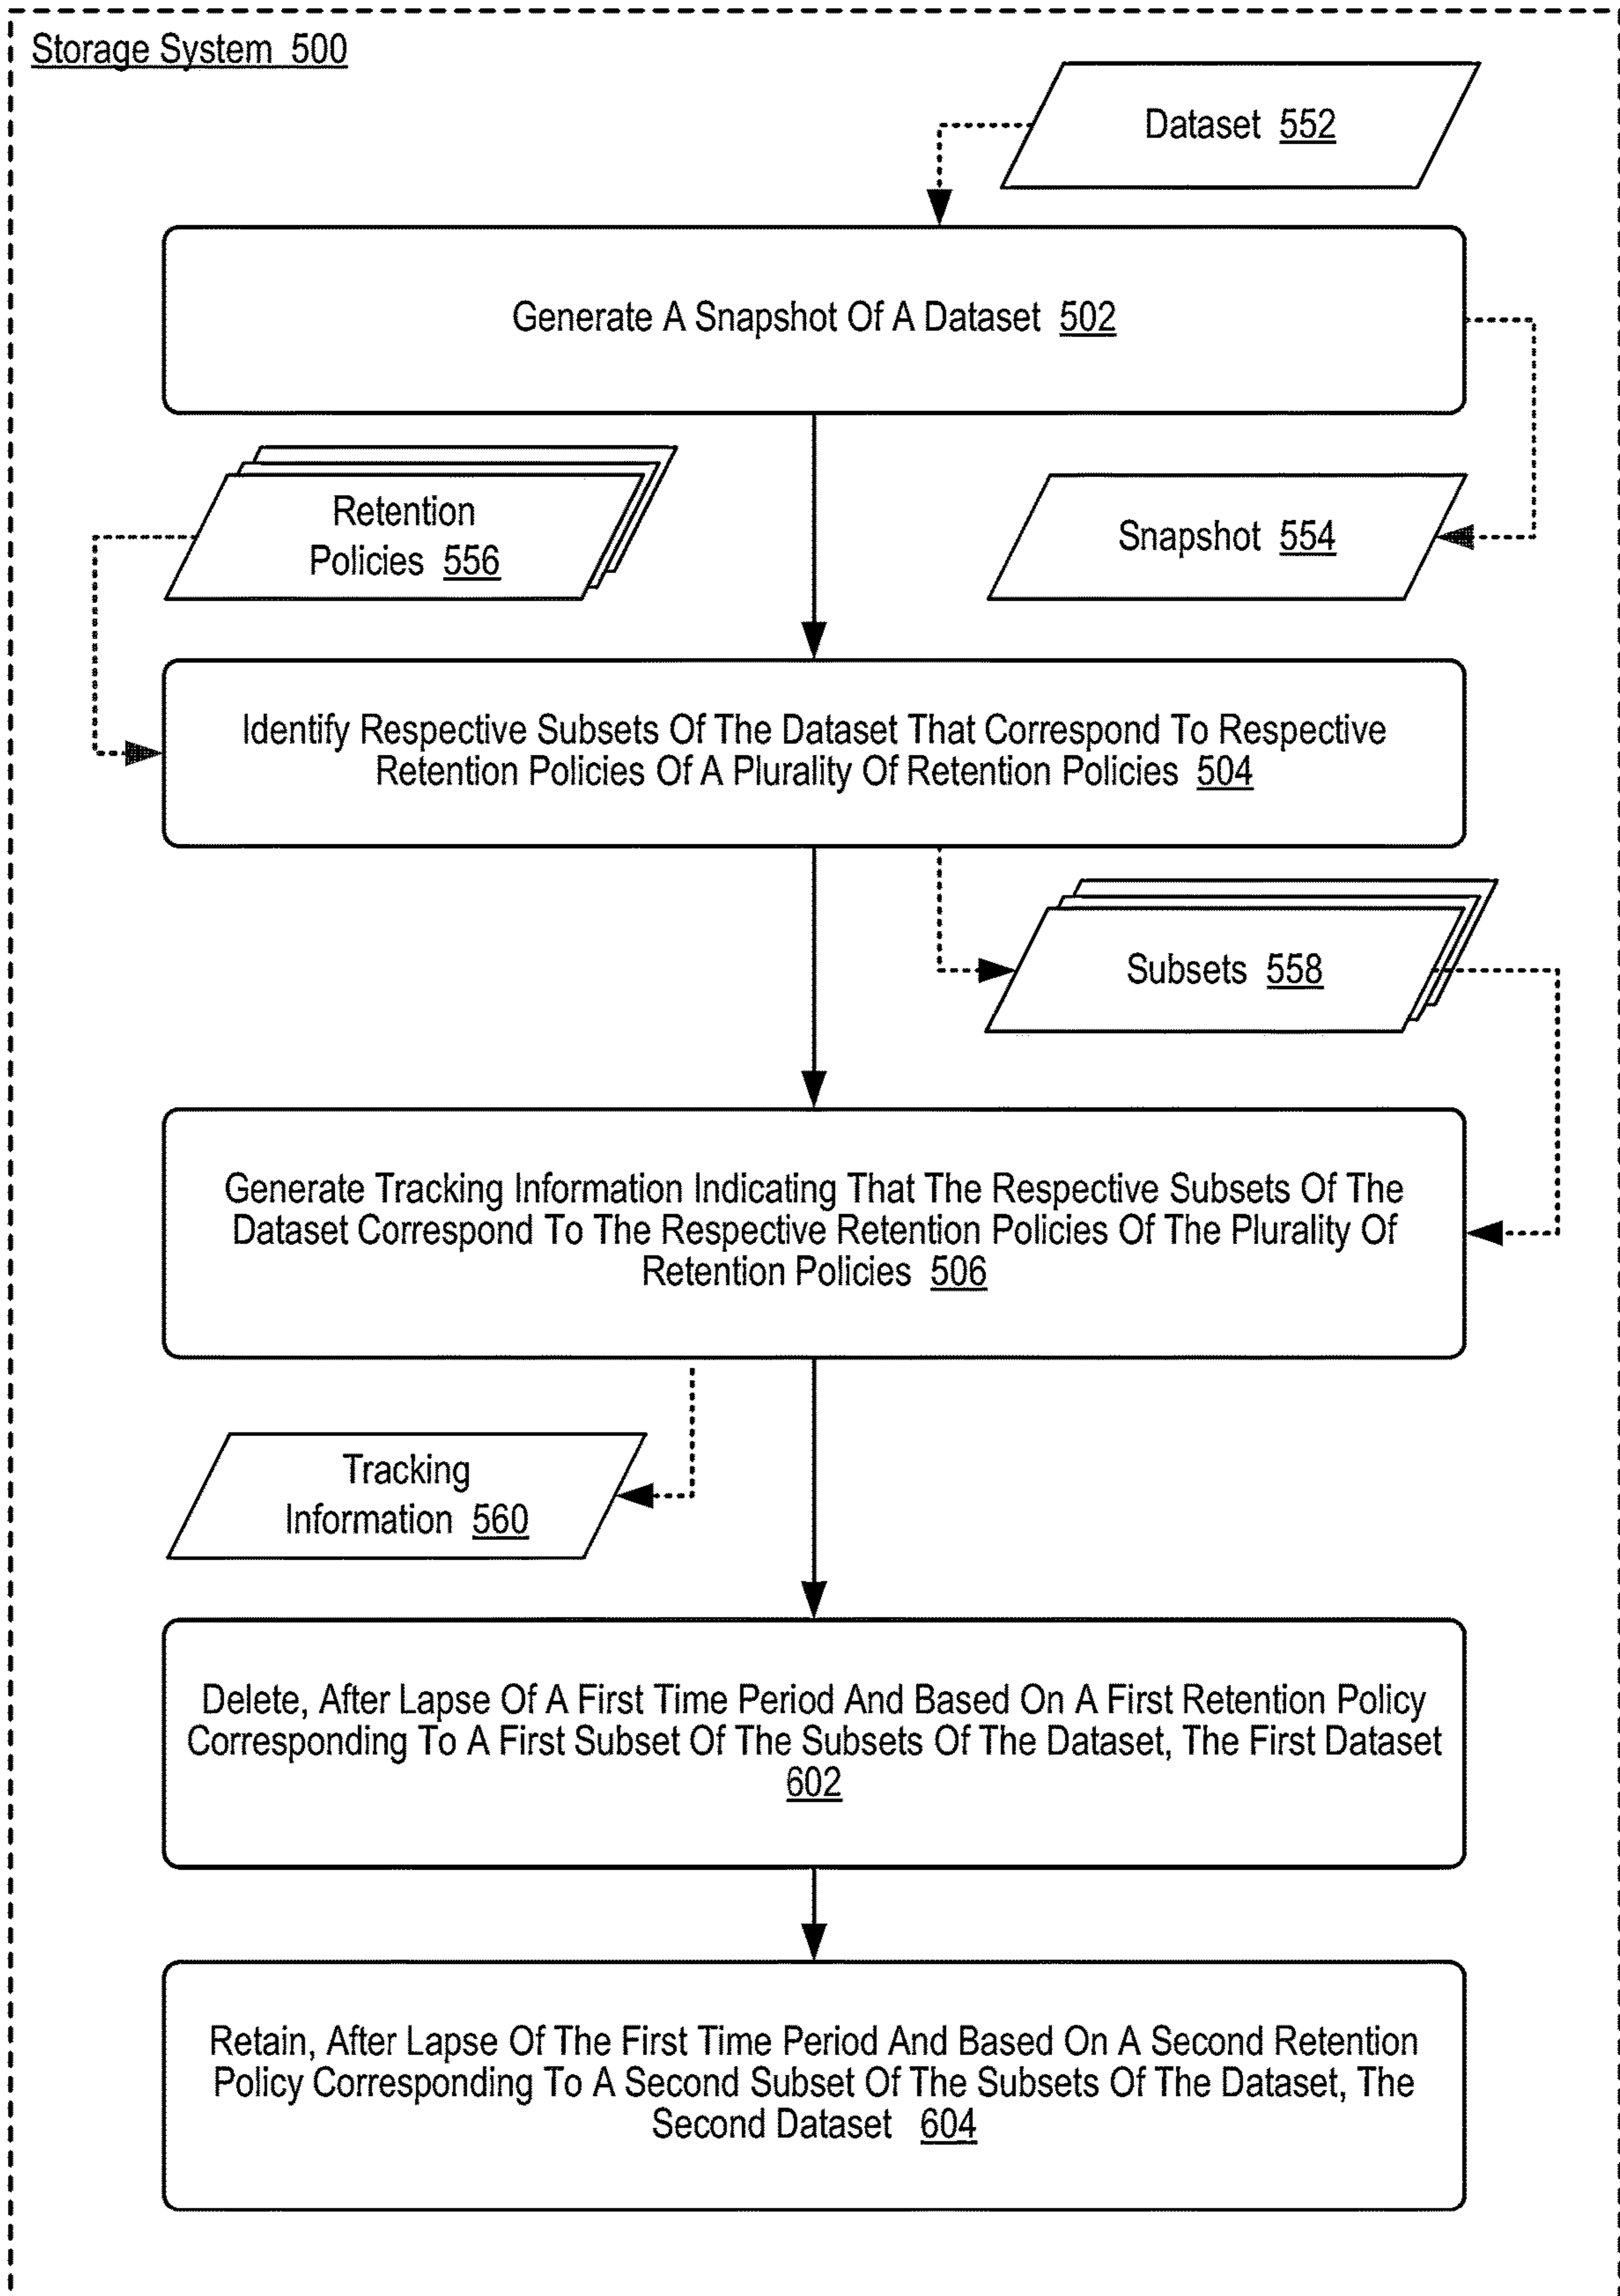 Storage System 500
Dataset 552
Generate A Snapshot Of A Dataset 502
Retention
Policies 556
Snapshot 554
Identify Respective Subsets Of The Dataset That Correspond To Respective
Retention Policies Of A Plurality Of Retention Policies 504
Subsets 558
Generate Tracking Information Indicating That The Respective Subsets Of The
Dataset Correspond To The Respective Retention Policies Of The Plurality Of
Retention Policies 506
Tracking
Information 560
Delete, After Lapse Of A First Time Period And Based On A First Retention Policy
Corresponding To A First Subset Of The Subsets Of The Dataset, The First Dataset
602
Retain, After Lapse Of The First Time Period And Based On A Second Retention
Policy Corresponding To A Second Subset Of The Subsets Of The Dataset, The
Second Dataset 604